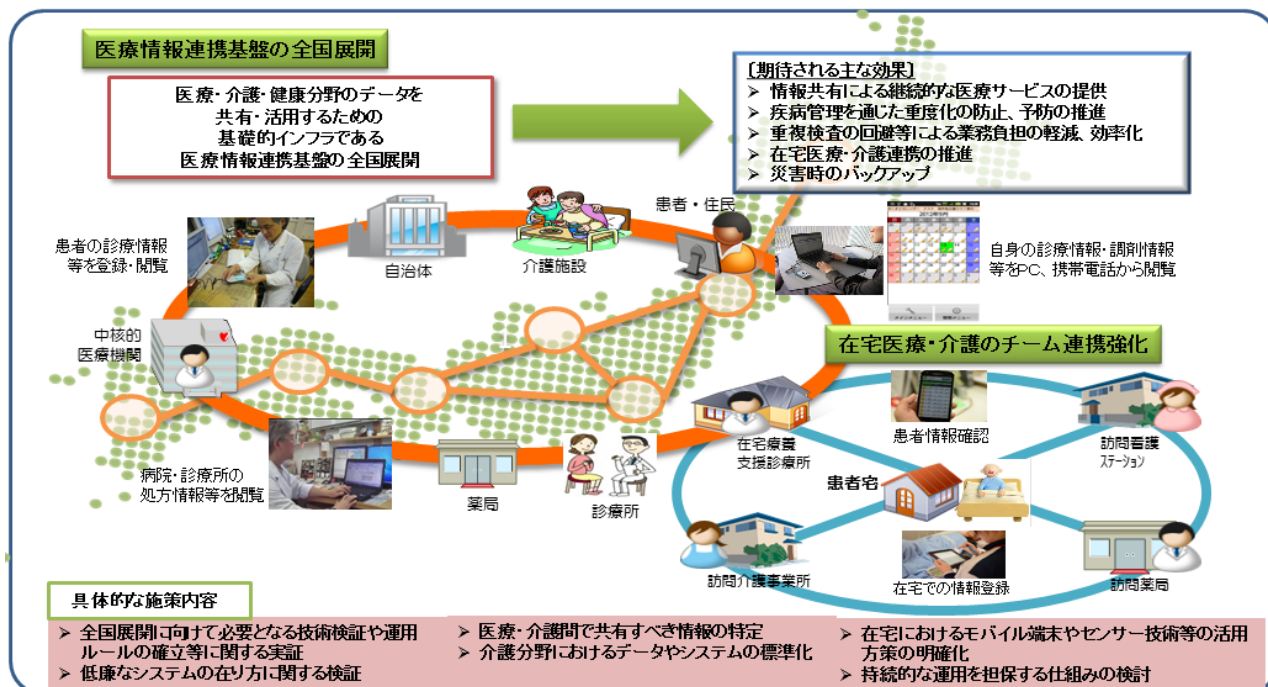 医療情報連携基盤の全国展開
医療・介護・健康分野のデータを
共有・活用するための
基礎的インフラである
医療情報連携基盤の全国展開
〔期待される主な効果〕
➢ 情報共有による継続的な医療サービスの提供
➢ 疾病管理を通じた重度化の防止、予防の推進
➢ 重複検査の回避等による業務負担の軽減、効率化
➢ 在宅医療・介護連携の推進
➢ 災害時のバックアップ
患者の診療情報
等を登録・閲覧
自治体
介護施設
患者・住民
2012年9月
メインメニュー
自身の診療情報・調剤情報
等をPC、携帯電話から閲覧
中核的
医療機関
在宅医療・介護のチーム連携強化
病院・診療所の
処方情報等を閲覧
薬局
診療所
在宅療養
支援診療所
患者情報確認
訪問看護
ステーション
患者宅
訪問介護事業所
在宅での情報登録
訪問薬局
具体的な施策内容
➢ 全国展開に向けて必要となる技術検証や運用
ルールの確立等に関する実証
➢ 低廉なシステムの在り方に関する検証
➢ 医療・介護間で共有すべき情報の特定
➢ 介護分野におけるデータやシステムの標準化
➢ 在宅におけるモバイル端末やセンサー技術等の活用
方策の明確化
➢ 持続的な運用を担保する仕組みの検討